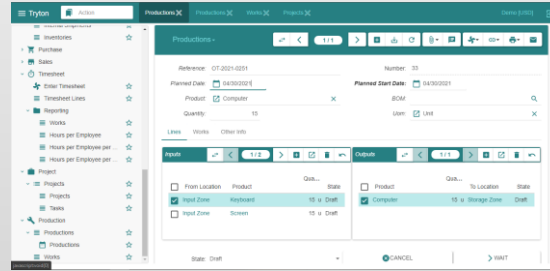 Tryton Action Productions Productions Works Projects Demo (USD)
Inventories
Purchase
Sales
Timesheet
Enter Timesheet
Timesheet Lines
Reporting
Works
Hours per Employee
Hours per Employee per ...
Hours per Employee per ...
Project
Projects
Projects
Tasks
Production
Productions
Productions
Works
Productions
1/1
Reference: OT-2021-0251 Number: 33
Planned Date: 04/30/2021 Planned Start Date: 04/30/2021
Product: Computer BOM:
Quantity: 15 Uom: Unit
Lines Works Other Info
Inputs 1/2
Qua...
From Location Product State
Input Zone Keyboard 15 u Draft
Input Zone Screen 15 u Draft
Outputs 1/1
Qua...
Product To Location State
Computer 15 u Storage Zone Draft
State: Draft CANCEL WAIT